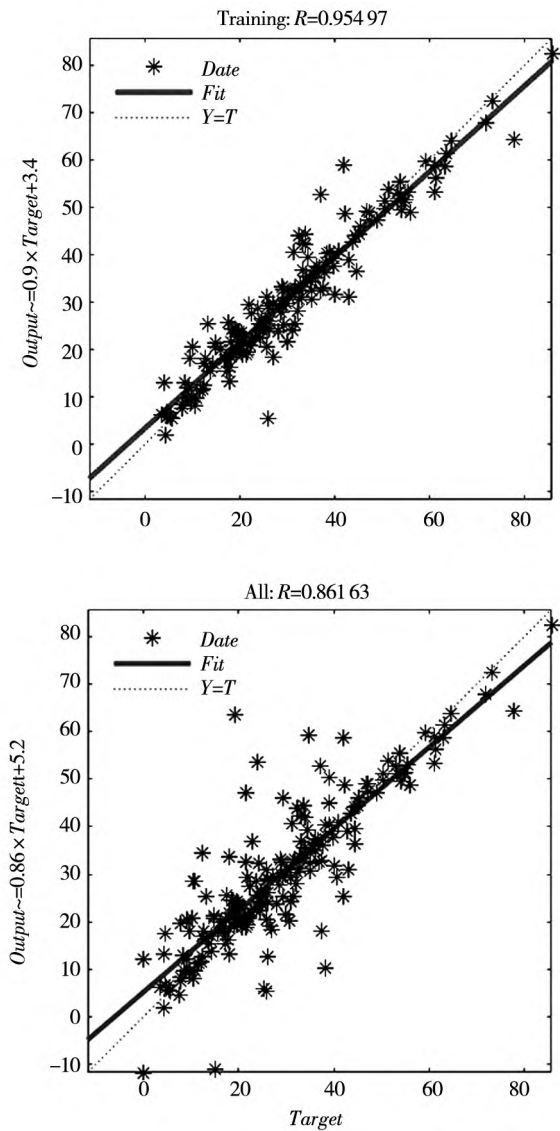 Training: R=0.954 97
Date
Fit
Y=T
Output~=0.9×Target+3.4
80
70
60
50
40
30
20
10
0
−10
0 20 40 60 80
All: R=0.861 63
Date
Fit
Y=T
Output~=0.86×Targett+5.2
80
70
60
50
40
30
20
10
0
−10
0 20 40 60 80
Target